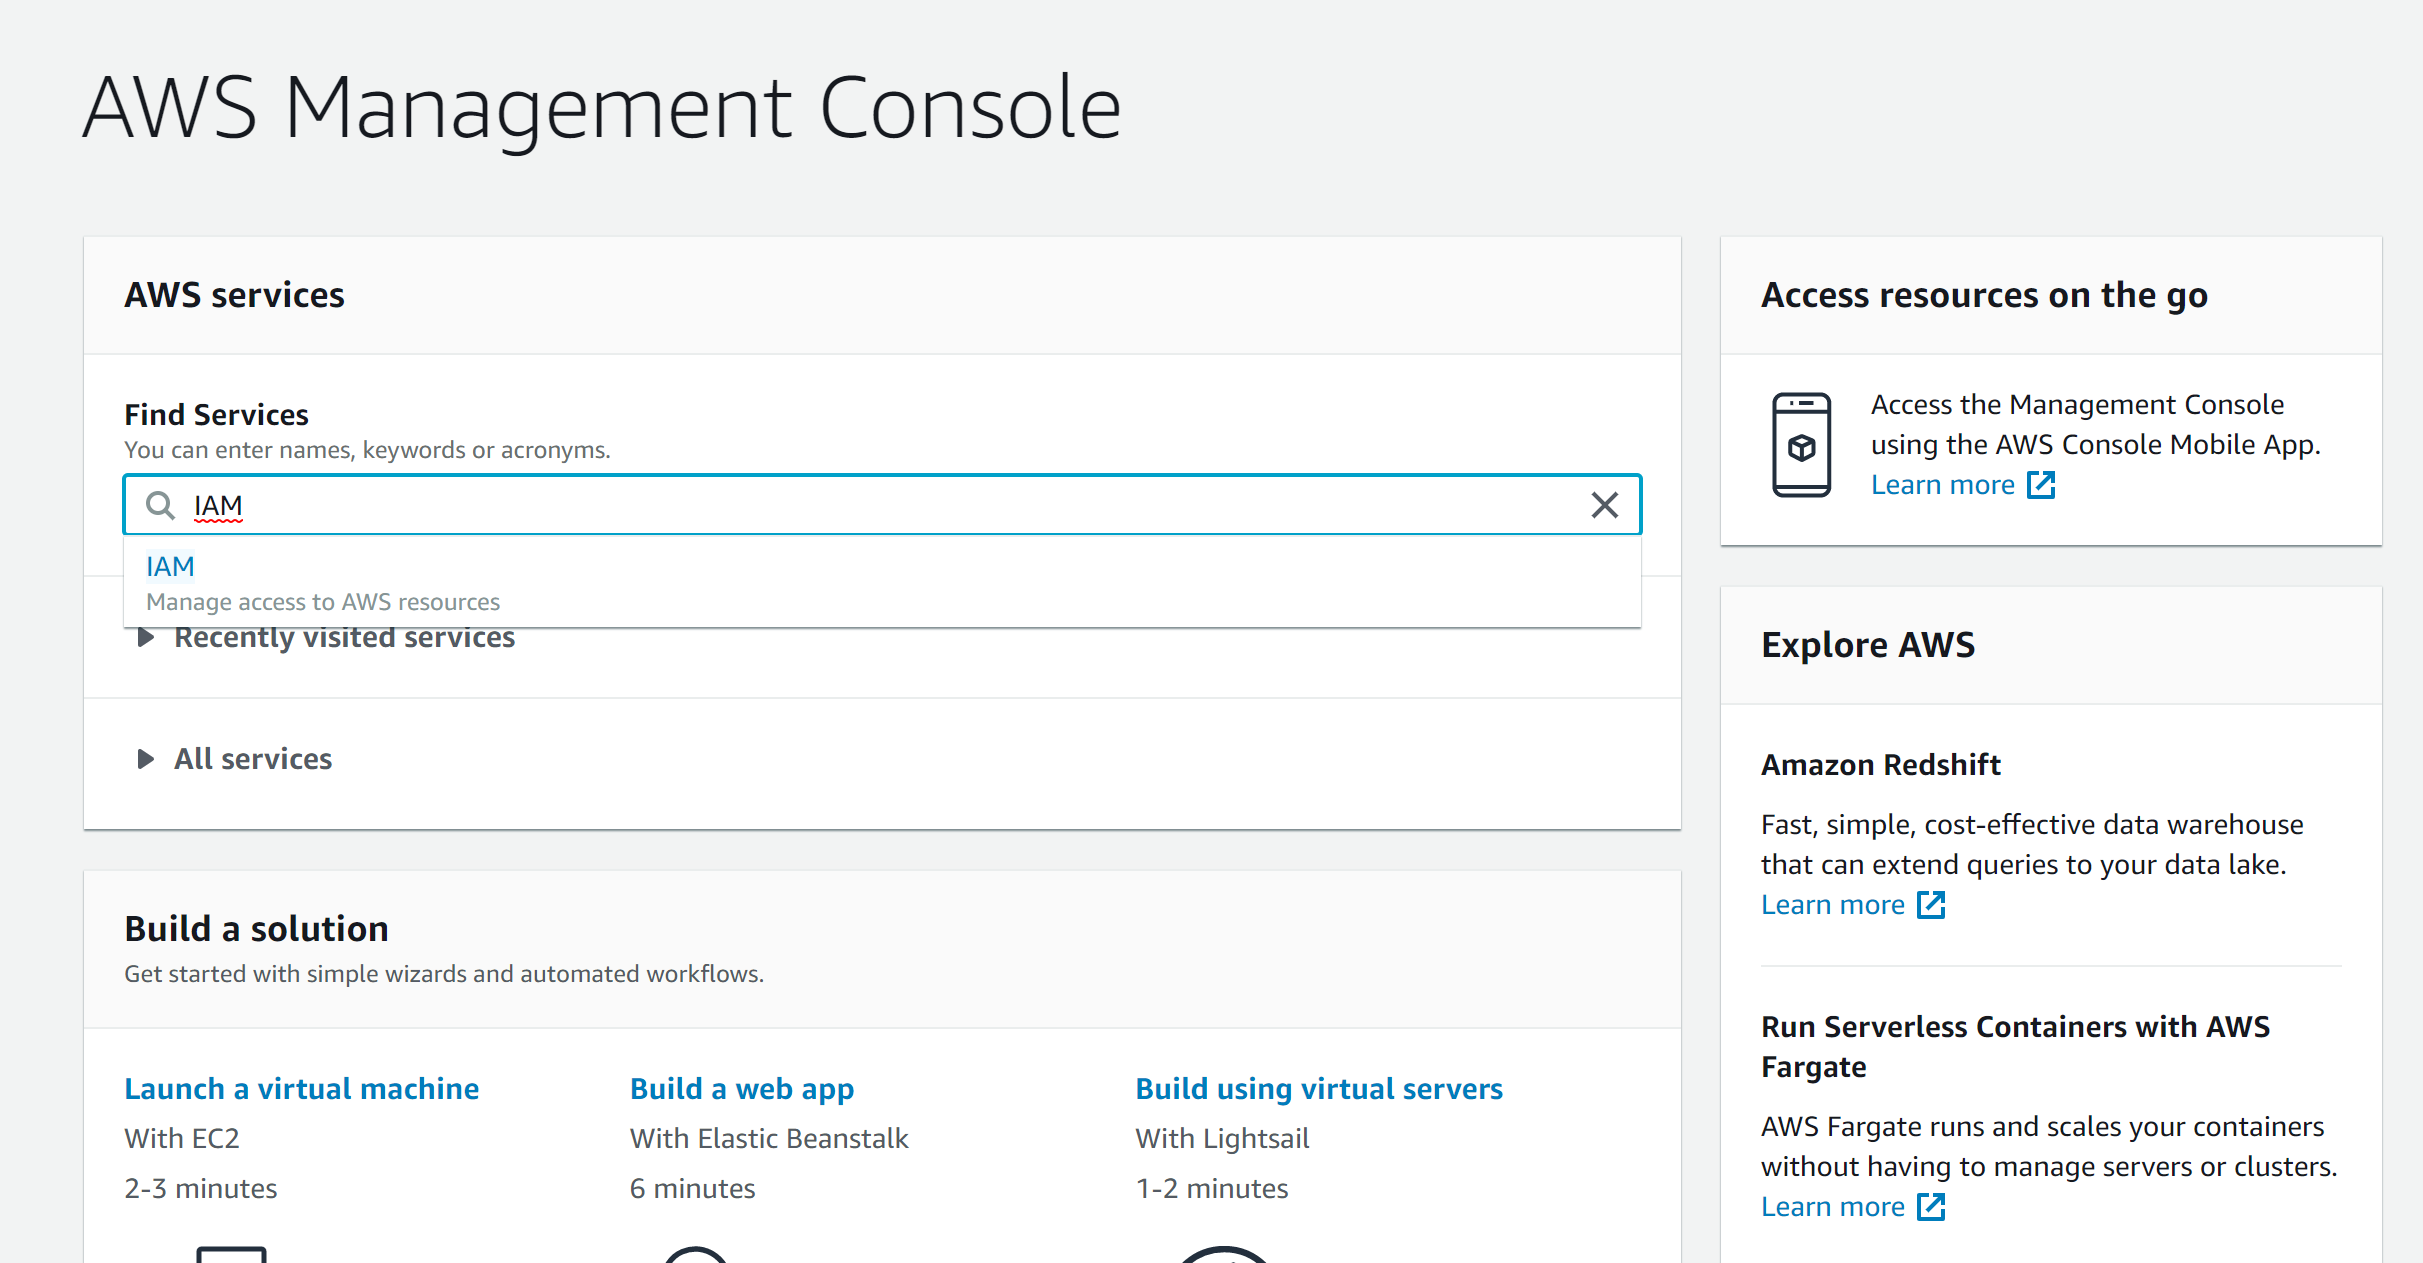 AWS Management Console
AWS services
Find Services
You can enter names, keywords or acronyms.
IAM
IAM
Manage access to AWS resources
Recently visited services
All services
Build a solution
Get started with simple wizards and automated workflows.
Launch a virtual machine
With EC2
2-3 minutes
Build a web app
With Elastic Beanstalk
6 minutes
Build using virtual servers
With Lightsail
1-2 minutes
Access resources on the go
Access the Management Console
using the AWS Console Mobile App.
Learn more
Explore AWS
Amazon Redshift
Fast, simple, cost-effective data warehouse
that can extend queries to your data lake.
Learn more
Run Serverless Containers with AWS
Fargate
AWS Fargate runs and scales your containers
without having to manage servers or clusters.
Learn more